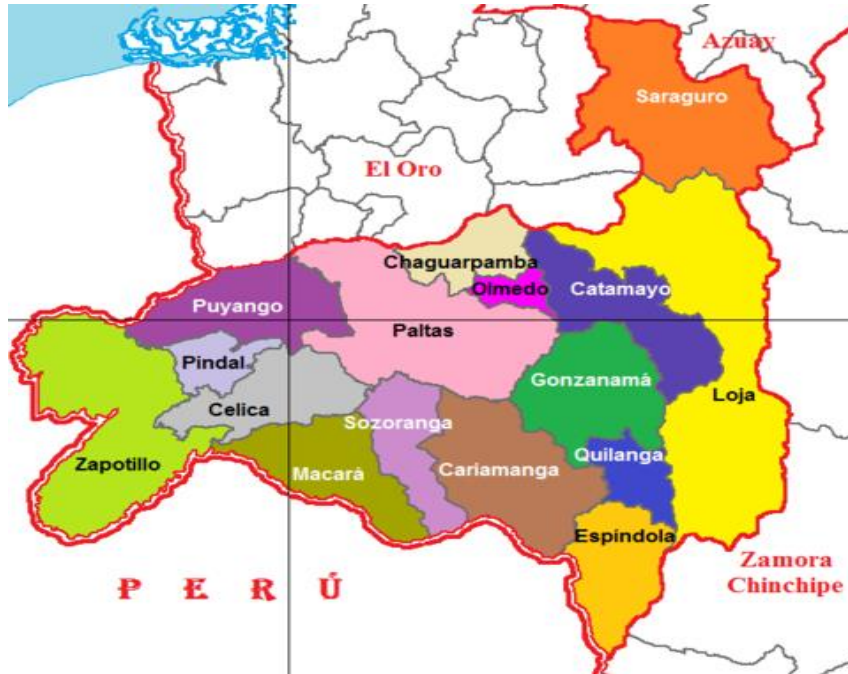 Azuay
Saraguro
El Oro
Chaguarpamba
Olmedo
Catamayo
Puyango
Paltas
Pindal
Gonzanamá
Loja
Celica
Sozoranga
Quilanga
Zapotillo
Macarà
Cariamanga
Espíndola
Zamora
Chinchipe
P E R Ú